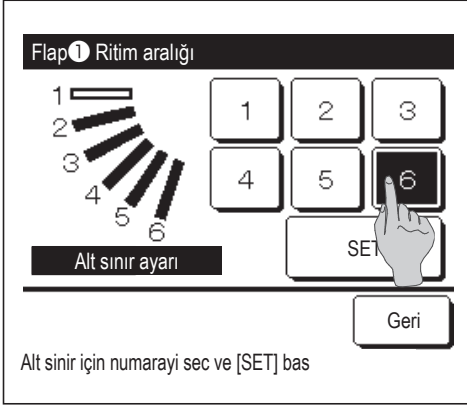 Flap❶ Ritim aralığı
1
2
3
4
5
6
1 2 3
4 5 6
SET
Alt sınır ayarı
Geri
Alt sinir için numarayi sec ve [SET] bas